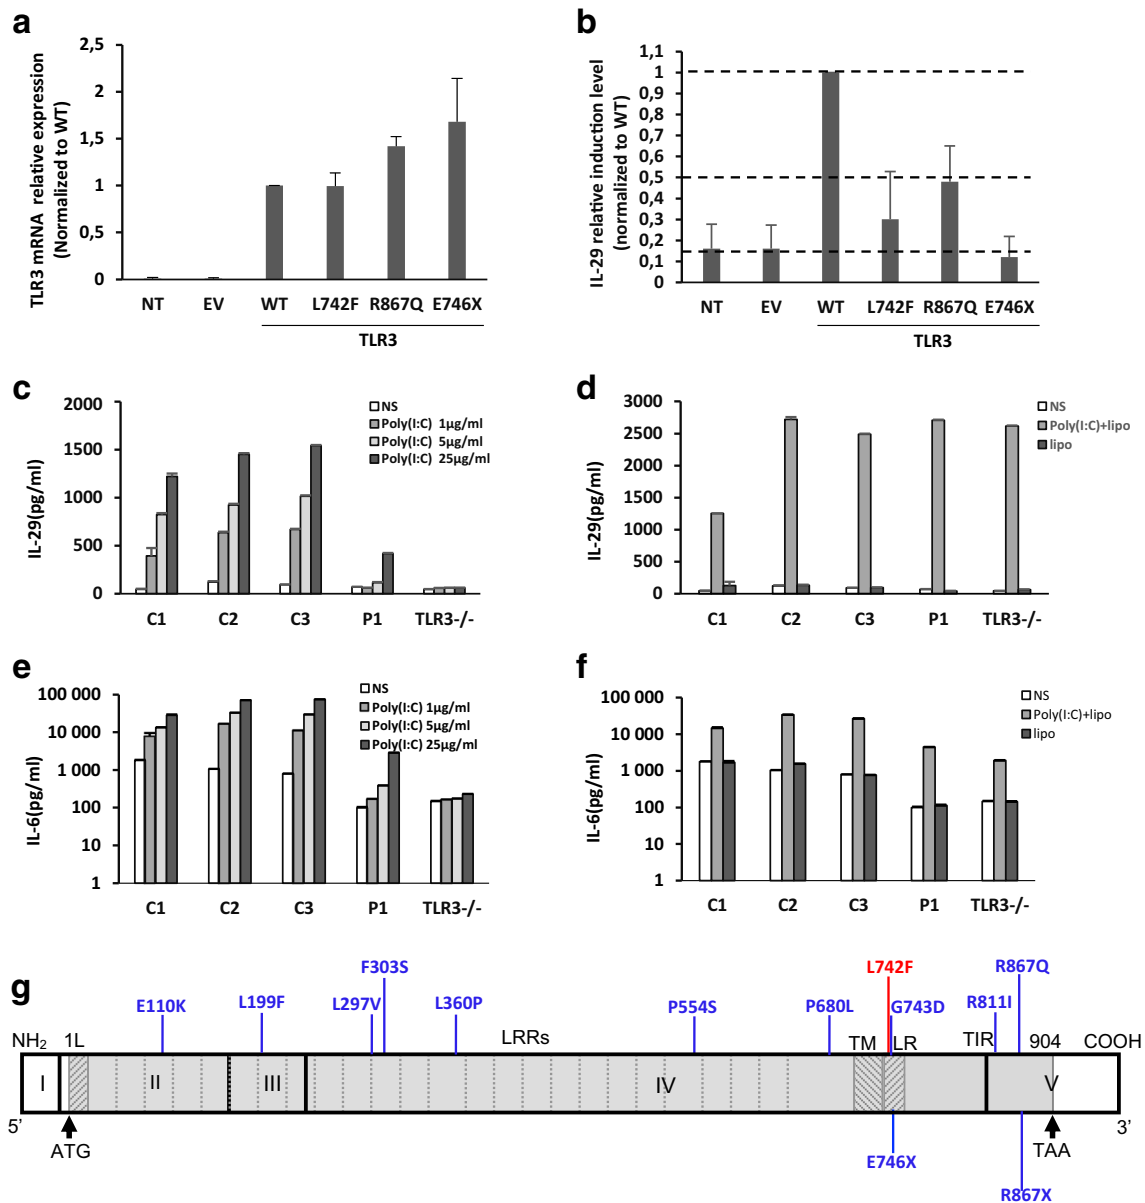 a
TLR3 mRNA relative expression
(Normalized to WT)
2,5
2
1,5
1
0,5
0
NT EV WT L742F R867Q E746X
TLR3
b
IL-29 relative induction level
(normalized to WT)
1,1
1
0,9
0,8
0,7
0,6
0,5
0,4
0,3
0,2
0,1
0
NT EV WT L742F R867Q E746X
TLR3
c
IL-29(pg/ml)
2000
1500
1000
500
0
NS
Poly(I:C) 1µg/ml
Poly(I:C) 5µg/ml
Poly(I:C) 25µg/ml
C1 C2 C3 P1 TLR3-/-
d
IL-29(pg/ml)
3000
2500
2000
1500
1000
500
0
NS
Poly(I:C)+lipo
lipo
C1 C2 C3 P1 TLR3-/-
e
IL-6(pg/ml)
100 000
10 000
1 000
100
10
1
NS
Poly(I:C) 1µg/ml
Poly(I:C) 5µg/ml
Poly(I:C) 25µg/ml
C1 C2 C3 P1 TLR3-/-
f
IL-6(pg/ml)
100 000
10 000
1 000
100
10
1
NS
Poly(I:C)+lipo
lipo
C1 C2 C3 P1 TLR3-/-
g
F303S L742F R867Q
E110K L199F L297V L360P P554S P680L G743D R811I
NH2 1L LRRs TM LR TIR 904 COOH
I II III IV V
5’ 3’
ATG E746X TAA
R867X